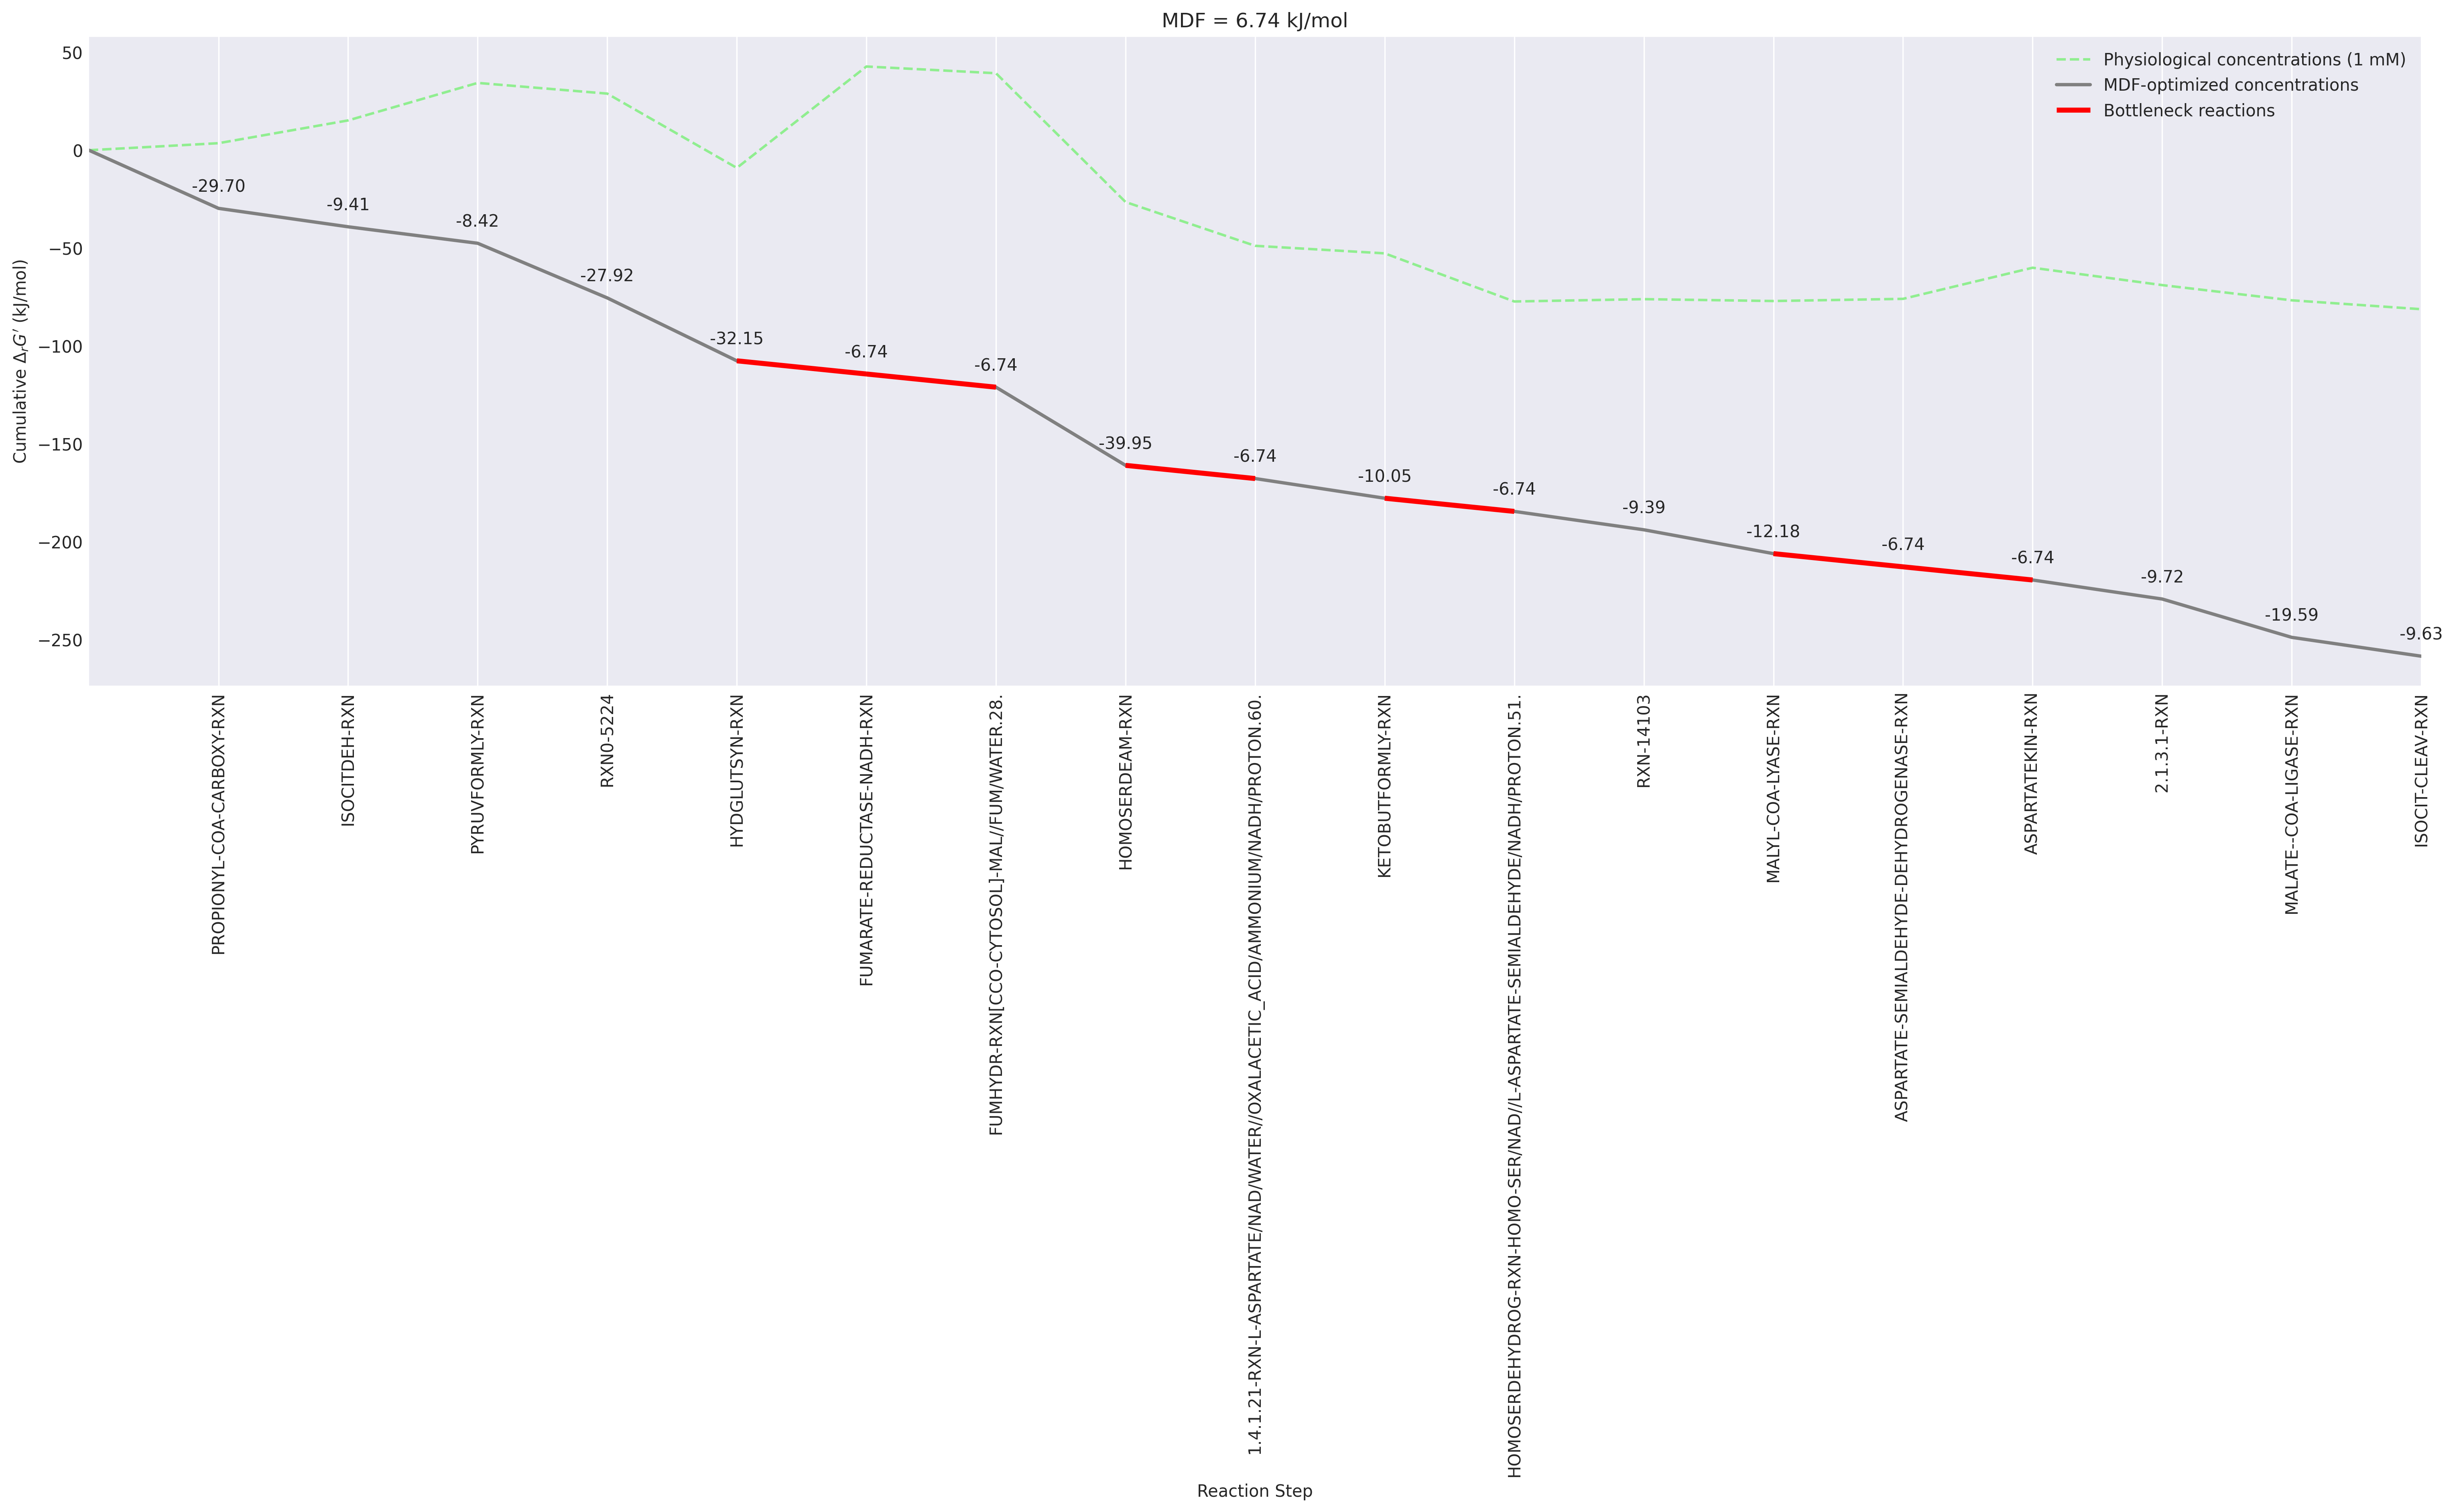 MDF = 6.74 kJ/mol
Physiological concentrations (1 mM)
MDF-optimized concentrations
Bottleneck reactions
Cumulative ΔrG′ (kJ/mol)
50
0
−50
−100
−150
−200
−250
-29.70
-9.41
-8.42
-27.92
-32.15
-6.74
-6.74
-39.95
-6.74
-10.05
-6.74
-9.39
-12.18
-6.74
-6.74
-9.72
-19.59
-9.63
PROPIONYL-COA-CARBOXY-RXN
ISOCITDEH-RXN
PYRUVFORMLY-RXN
RXN0-5224
HYDGLUTSYN-RXN
FUMARATE-REDUCTASE-NADH-RXN
FUMHYDR-RXN[CCO-CYTOSOL]-MAL//FUM/WATER.28.
HOMOSERDEAM-RXN
1.4.1.21-RXN-L-ASPARTATE/NAD/WATER//OXALACETIC_ACID/AMMONIUM/NADH/PROTON.60.
KETOBUTFORMLY-RXN
HOMOSERDEHYDROG-RXN-HOMO-SER/NAD//L-ASPARTATE-SEMIALDEHYDE/NADH/PROTON.51.
RXN-14103
MALYL-COA-LYASE-RXN
ASPARTATE-SEMIALDEHYDE-DEHYDROGENASE-RXN
ASPARTATEKIN-RXN
2.1.3.1-RXN
MALATE--COA-LIGASE-RXN
ISOCIT-CLEAV-RXN
Reaction Step